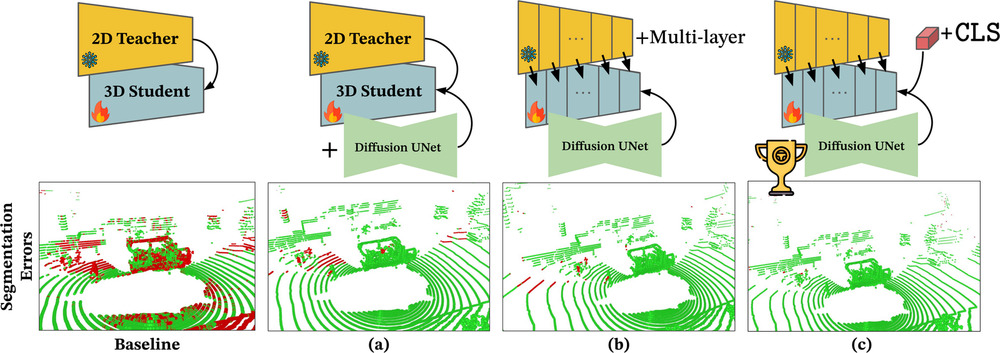 2D Teacher
3D Student
2D Teacher
3D Student
+
Diffusion UNet
...
+Multi-layer
...
Diffusion UNet
...
+CLS
...
Diffusion UNet
Segmentation
Errors
Baseline
(a)
(b)
(c)